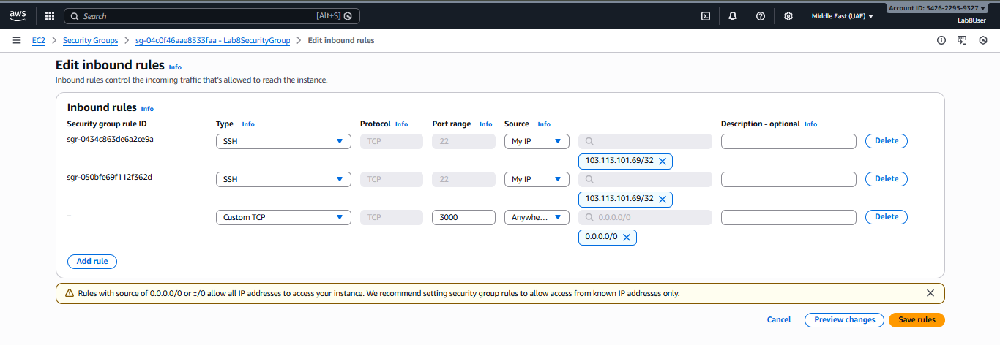 Account ID: 5426-2295-9327
aws Search [Alt+S] Middle East (UAE) Lab8User
EC2 > Security Groups > sg-04c0f46aae8333faa - Lab8SecurityGroup > Edit inbound rules
Edit inbound rules Info
Inbound rules control the incoming traffic that's allowed to reach the instance.
Inbound rules Info
Security group rule ID Type Info Protocol Info Port range Info Source Info Description - optional Info
sgr-0434c863de6a2ce9a SSH TCP 22 My IP Delete
103.113.101.69/32
sgr-050bfe69f112f362d SSH TCP 22 My IP Delete
103.113.101.69/32
– Custom TCP TCP 3000 Anywhe... 0.0.0.0/0 Delete
0.0.0.0/0
Add rule
Rules with source of 0.0.0.0/0 or ::/0 allow all IP addresses to access your instance. We recommend setting security group rules to allow access from known IP addresses only.
Cancel Preview changes Save rules